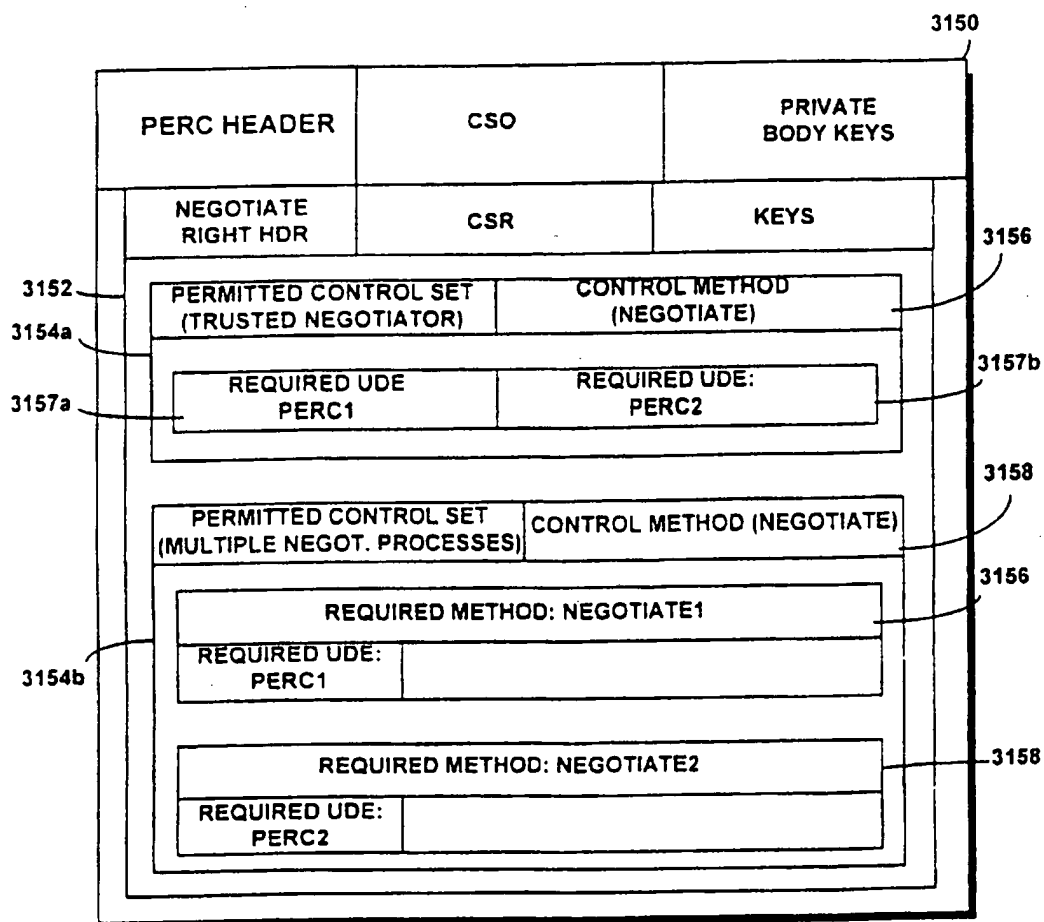 3150
PERC HEADER
CSO
PRIVATE
BODY KEYS
NEGOTIATE
RIGHT HDR
CSR
KEYS
3156
3152
PERMITTED CONTROL SET
(TRUSTED NEGOTIATOR)
CONTROL METHOD
(NEGOTIATE)
3154a
3157a
REQUIRED UDE
PERC1
REQUIRED UDE:
PERC2
3157b
3158
PERMITTED CONTROL SET
(MULTIPLE NEGOT. PROCESSES)
CONTROL METHOD (NEGOTIATE)
3156
REQUIRED METHOD: NEGOTIATE1
REQUIRED UDE:
PERC1
3154b
REQUIRED METHOD: NEGOTIATE2
3158
REQUIRED UDE:
PERC2